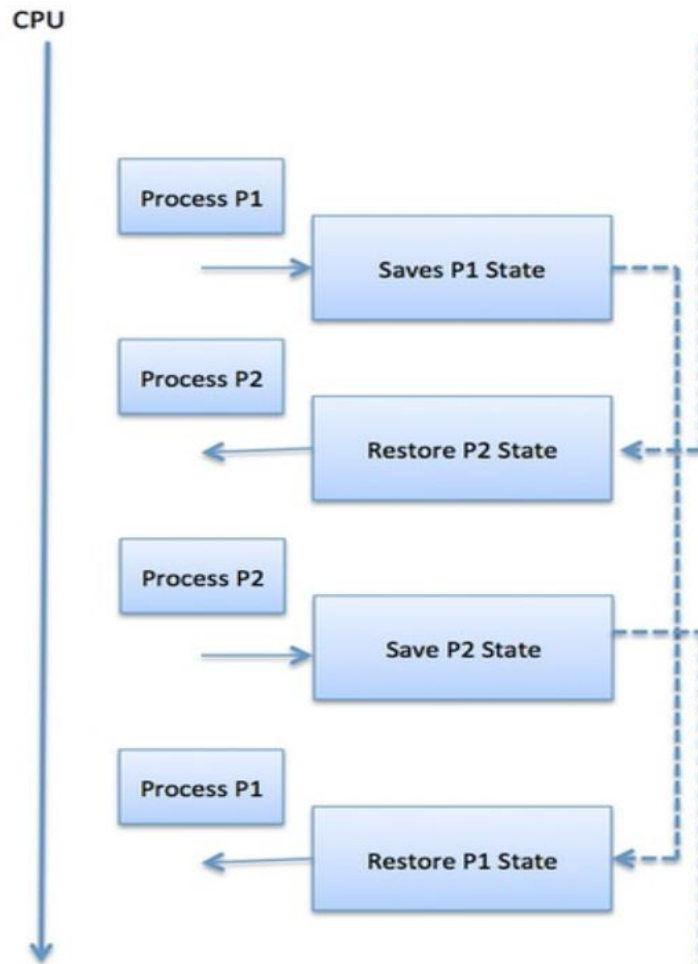 CPU
Process P1
Saves P1 State
Process P2
Restore P2 State
Process P2
Save P2 State
Process P1
Restore P1 State